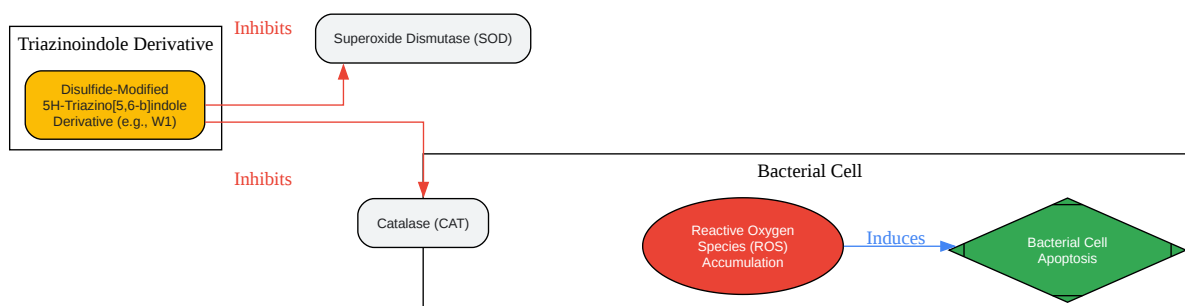 Inhibits
Superoxide Dismutase (SOD)
Triazinoindole Derivative
Disulfide-Modified
5H-Triazino[5,6-b]indole
Derivative (e.g., W1)
Inhibits
Bacterial Cell
Catalase (CAT)
Reactive Oxygen
Species (ROS)
Accumulation
Induces
Bacterial Cell
Apoptosis